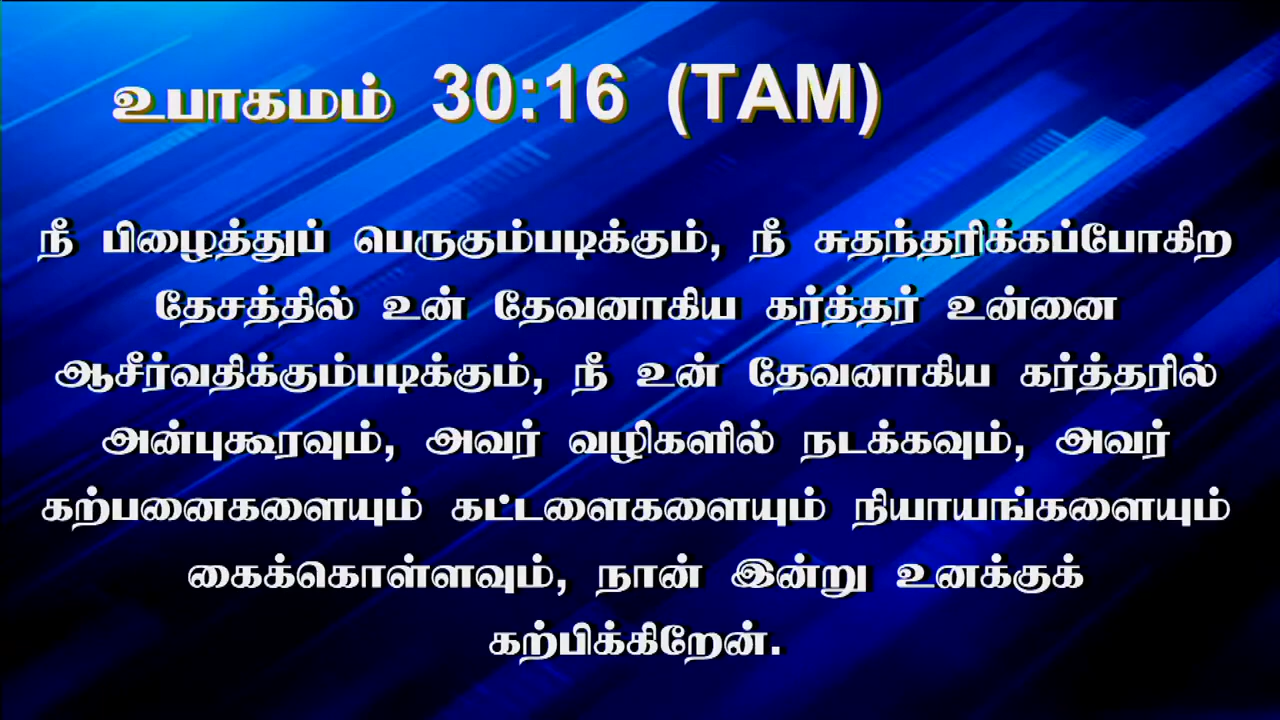 உபாகமம் 30:16 (TAM)
நீ பிழைத்துப் பெருகும்படிக்கும், நீ சுதந்தரிக்கப்போகிற
தேசத்தில் உன் தேவனாகிய கர்த்தர் உன்னை
ஆசீர்வதிக்கும்படிக்கும், நீ உன் தேவனாகிய கர்த்தரில்
அன்புகூரவும், அவர் வழிகளில் நடக்கவும், அவர்
கற்பனைகளையும் கட்டளைகளையும் நியாயங்களையும்
கைக்கொள்ளவும், நான் இன்று உனக்குக்
கற்பிக்கிறேன்.